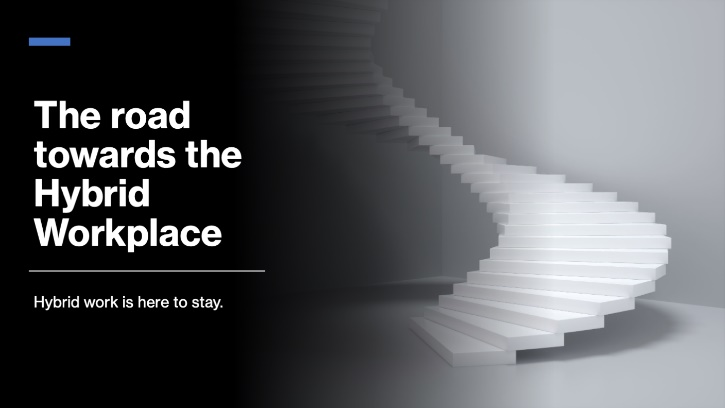 The road
towards the
Hybrid
Workplace
Hybrid work is here to stay.